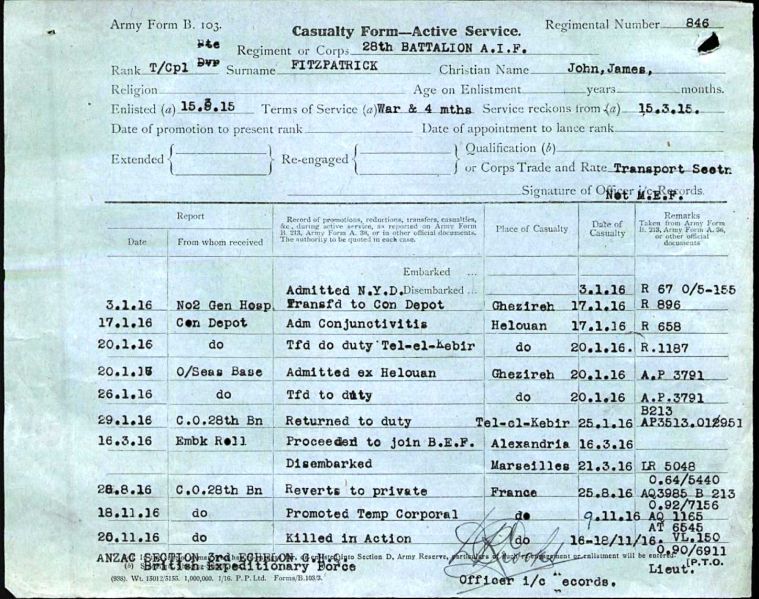 Army Form B. 103.
Casualty Form—Active Service.
Regimental Number 846
Pte
Regiment or Corps 28th BATTALION A.I.F.
Rank T/Cpl Dvr Surname FITZPATRICK Christian Name John, James,
Religion Age on Enlistment years months.
Enlisted (a) 15.3.15 Terms of Service (a) War & 4 mths Service reckons from (a) 15.3.15.
Date of promotion to present rank Date of appointment to lance rank
Extended Re-engaged Qualification (b)
or Corps Trade and Rate Transport Sectn
Signature of Officer i/c Records.
Not M.E.F.
Report
Date From whom received
Record of promotions, reductions, transfers, casualties, &c., during active service, as reported on Army Form B. 213, Army Form A. 36, or in other official documents. The authority to be quoted in each case.
Place of Casualty
Date of Casualty
Remarks
Taken from Army Form B. 213, Army Form A. 36, or other official documents
Embarked ...
Admitted N.Y.D. Disembarked ... 3.1.16 R 67 0/5-155
3.1.16 No2 Gen Hosp. Transfd to Con Depot Ghezireh 17.1.16 R 896
17.1.16 Con Depot Adm Conjunctivitis Helouan 17.1.16 R 658
20.1.16 do Tfd do duty Tel-el-Kebir do 20.1.16. R.1187
20.1.16 O/Seas Base Admitted ex Helouan Ghezireh 20.1.16 A.P 3791
26.1.16 do Tfd to duty do 20.1.16 A.P.3791
B213
29.1.16 C.O.28th Bn Returned to duty Tel-el-Kebir 25.1.16 AP3513.012951
16.3.16 Embk Roll Proceeded to join B.E.F. Alexandria 16.3.16
Disembarked Marseilles 21.3.16 LR 5048
0.64/5440
28.8.16 C.O.28th Bn Reverts to private France 25.8.16 AQ3985 B 213
0.92/7156
18.11.16 do Promoted Temp Corporal do 9.11.16 AQ 1165
AT 6545
20.11.16 do Killed in Action 16-18/11/16. VL.150
0.90/6911
ANZAC SECTION 3rd ECHELON G.H.Q.
British Expeditionary Force
Lieut.
[P.T.O.
Officer i/c ecords.
(938). Wt. 15012/5155. 1,000,000. 1/16. P.P. Ltd. Forms/B.103/3.